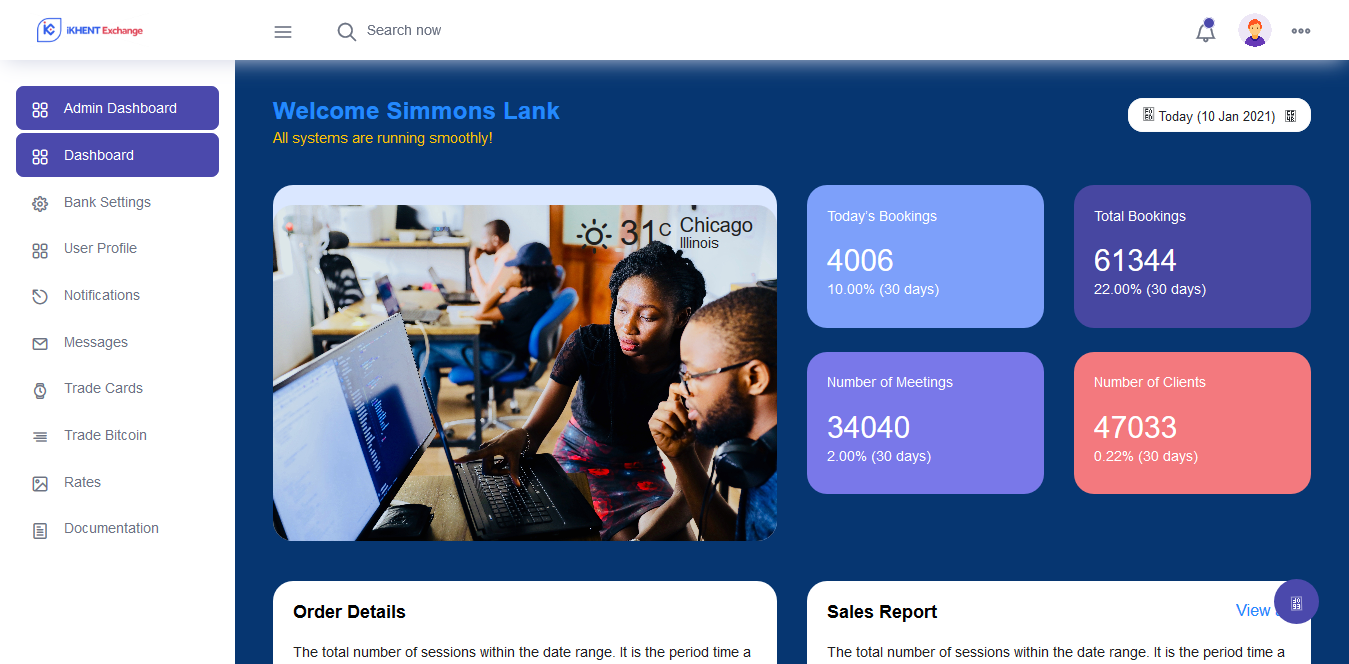 iKHENT Exchange
Search now
Admin Dashboard
Dashboard
Bank Settings
User Profile
Notifications
Messages
Trade Cards
Trade Bitcoin
Rates
Documentation
Welcome Simmons Lank
All systems are running smoothly!
Today (10 Jan 2021)
31C Chicago
Illinois
Today's Bookings
4006
10.00% (30 days)
Total Bookings
61344
22.00% (30 days)
Number of Meetings
34040
2.00% (30 days)
Number of Clients
47033
0.22% (30 days)
Order Details
The total number of sessions within the date range. It is the period time a
Sales Report
View
The total number of sessions within the date range. It is the period time a